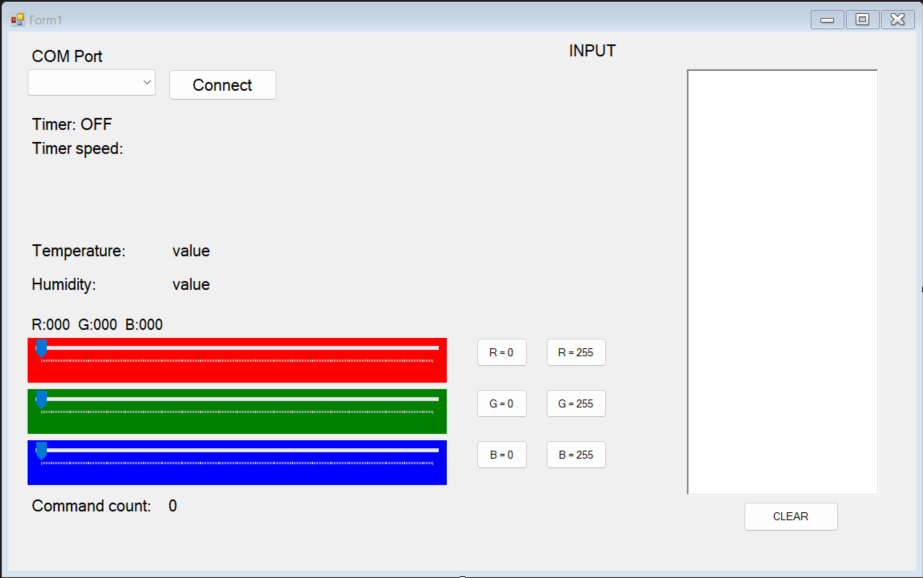 Form1
COM Port
INPUT
Connect
Timer: OFF
Timer speed:
Temperature: value
Humidity: value
R:000 G:000 B:000
R = 0 R = 255
G = 0 G = 255
B = 0 B = 255
Command count: 0
CLEAR